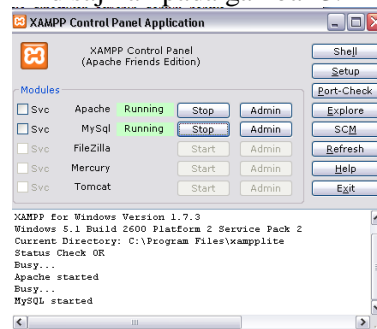 XAMPP Control Panel Application
XAMPP Control Panel
(Apache Friends Edition)
Shell
Setup
Modules
Port-Check
Svc Apache Running Stop Admin Explore
Svc MySql Running Stop Admin SCM
Svc FileZilla Start Admin Refresh
Svc Mercury Start Admin Help
Svc Tomcat Start Admin Exit
XAMPP for Windows Version 1.7.3
Windows 5.1 Build 2600 Platform 2 Service Pack 2
Current Directory: C:\Program Files\xampplite
Status Check OK
Busy...
Apache started
Busy...
MySQL started